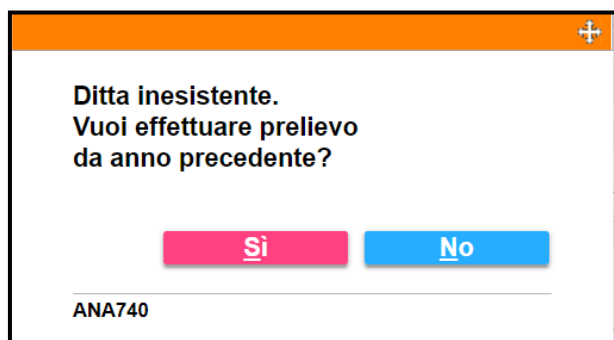 Ditta inesistente.
Vuoi effettuare prelievo
da anno precedente?
Sì No
ANA740